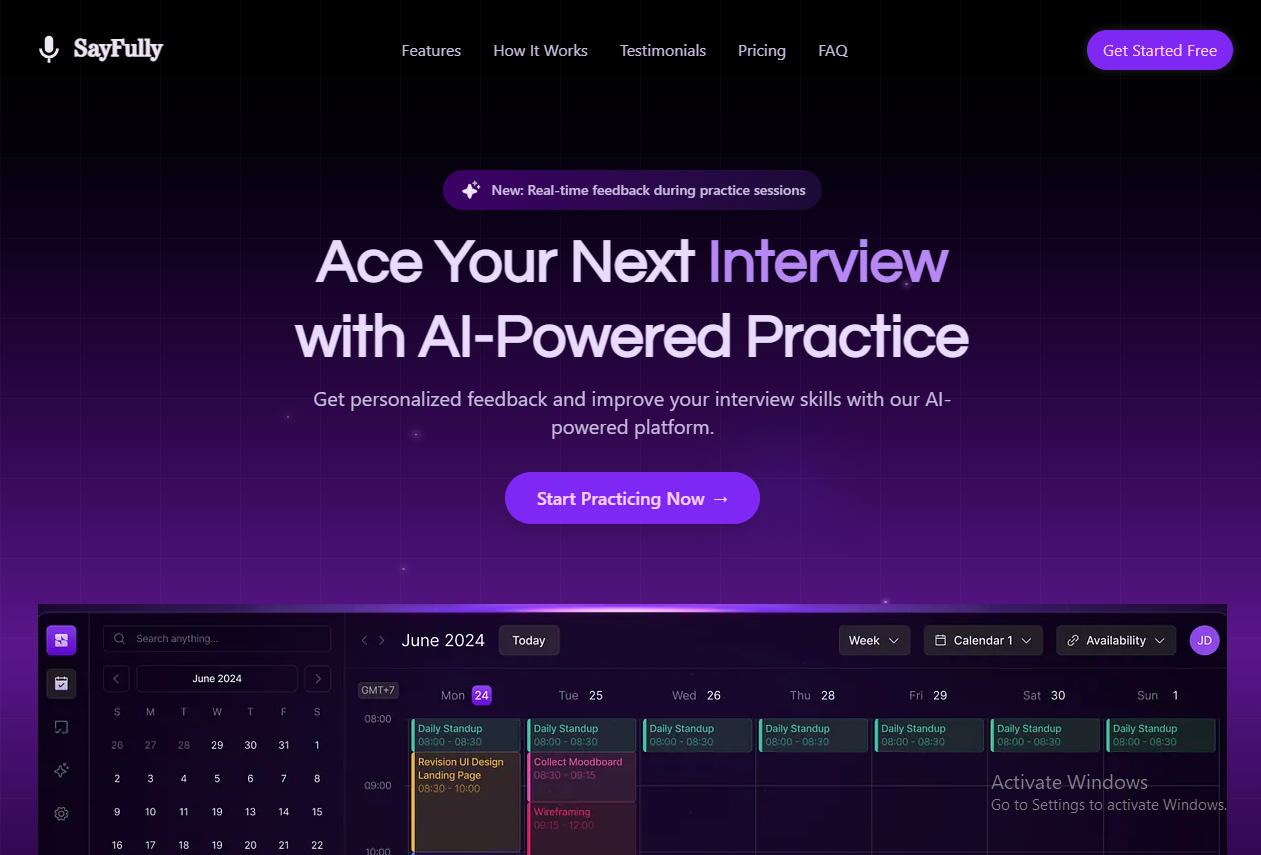 SayFully
Features How It Works Testimonials Pricing FAQ
Get Started Free
New: Real-time feedback during practice sessions
Ace Your Next Interview
with AI-Powered Practice
Get personalized feedback and improve your interview skills with our AI-
powered platform.
Start Practicing Now →
Search anything...
June 2024
Today
Week
Calendar 1
Availability
JD
June 2024
S M T W T F S
26 27 28 29 30 31 1
2 3 4 5 6 7 8
9 10 11 19 13 14 15
16 17 18 19 20 21 22
GMT+7
Mon 24 Tue 25 Wed 26 Thu 28 Fri 29 Sat 30 Sun 1
08:00
Daily Standup Daily Standup Daily Standup Daily Standup Daily Standup Daily Standup Daily Standup
08:00 - 08:30 08:00 - 08:30 08:00 - 08:30 08:00 - 08:30 08:00 - 08:30 08:00 - 08:30 08:00 - 08:30
Revision UI Design
Landing Page
08:30 - 10:00
Collect Moodboard
08:30 - 09:15
09:00
Wireframing
09:15 - 12:00
10:00
Activate Windows
Go to Settings to activate Windows.